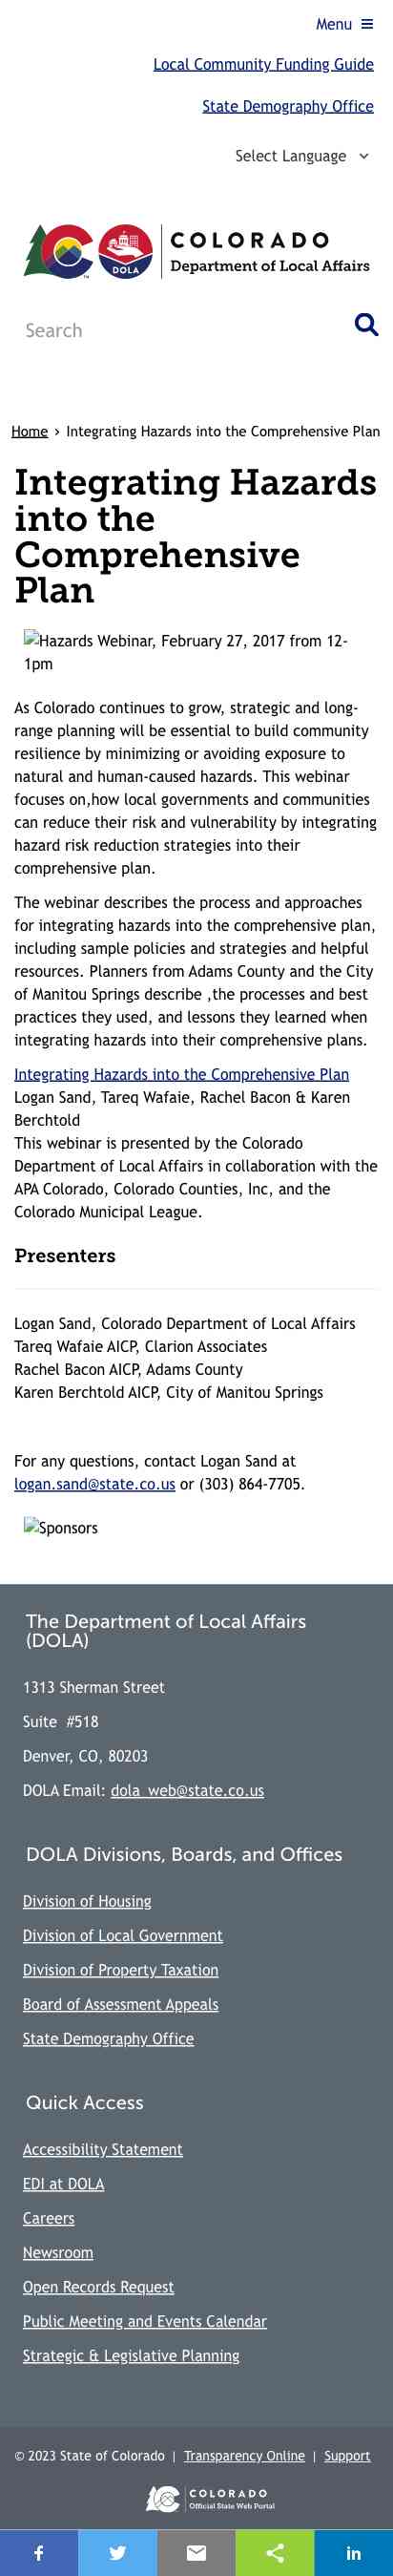 Menu
Local Community Funding Guide
State Demography Office
Select Language
DOLA
COLORADO
Department of Local Affairs
Search
Home › Integrating Hazards into the Comprehensive Plan
Integrating Hazards
into the
Comprehensive
Plan
Hazards Webinar, February 27, 2017 from 12-
1pm
As Colorado continues to grow, strategic and long-
range planning will be essential to build community
resilience by minimizing or avoiding exposure to
natural and human-caused hazards. This webinar
focuses on,how local governments and communities
can reduce their risk and vulnerability by integrating
hazard risk reduction strategies into their
comprehensive plan.
The webinar describes the process and approaches
for integrating hazards into the comprehensive plan,
including sample policies and strategies and helpful
resources. Planners from Adams County and the City
of Manitou Springs describe ,the processes and best
practices they used, and lessons they learned when
integrating hazards into their comprehensive plans.
Integrating Hazards into the Comprehensive Plan
Logan Sand, Tareq Wafaie, Rachel Bacon & Karen
Berchtold
This webinar is presented by the Colorado
Department of Local Affairs in collaboration with the
APA Colorado, Colorado Counties, Inc, and the
Colorado Municipal League.
Presenters
Logan Sand, Colorado Department of Local Affairs
Tareq Wafaie AICP, Clarion Associates
Rachel Bacon AICP, Adams County
Karen Berchtold AICP, City of Manitou Springs
For any questions, contact Logan Sand at
logan.sand@state.co.us or (303) 864-7705.
Sponsors
The Department of Local Affairs
(DOLA)
1313 Sherman Street
Suite #518
Denver, CO, 80203
DOLA Email: dola_web@state.co.us
DOLA Divisions, Boards, and Offices
Division of Housing
Division of Local Government
Division of Property Taxation
Board of Assessment Appeals
State Demography Office
Quick Access
Accessibility Statement
EDI at DOLA
Careers
Newsroom
Open Records Request
Public Meeting and Events Calendar
Strategic & Legislative Planning
© 2023 State of Colorado | Transparency Online | Support
COLORADO
Official State Web Portal